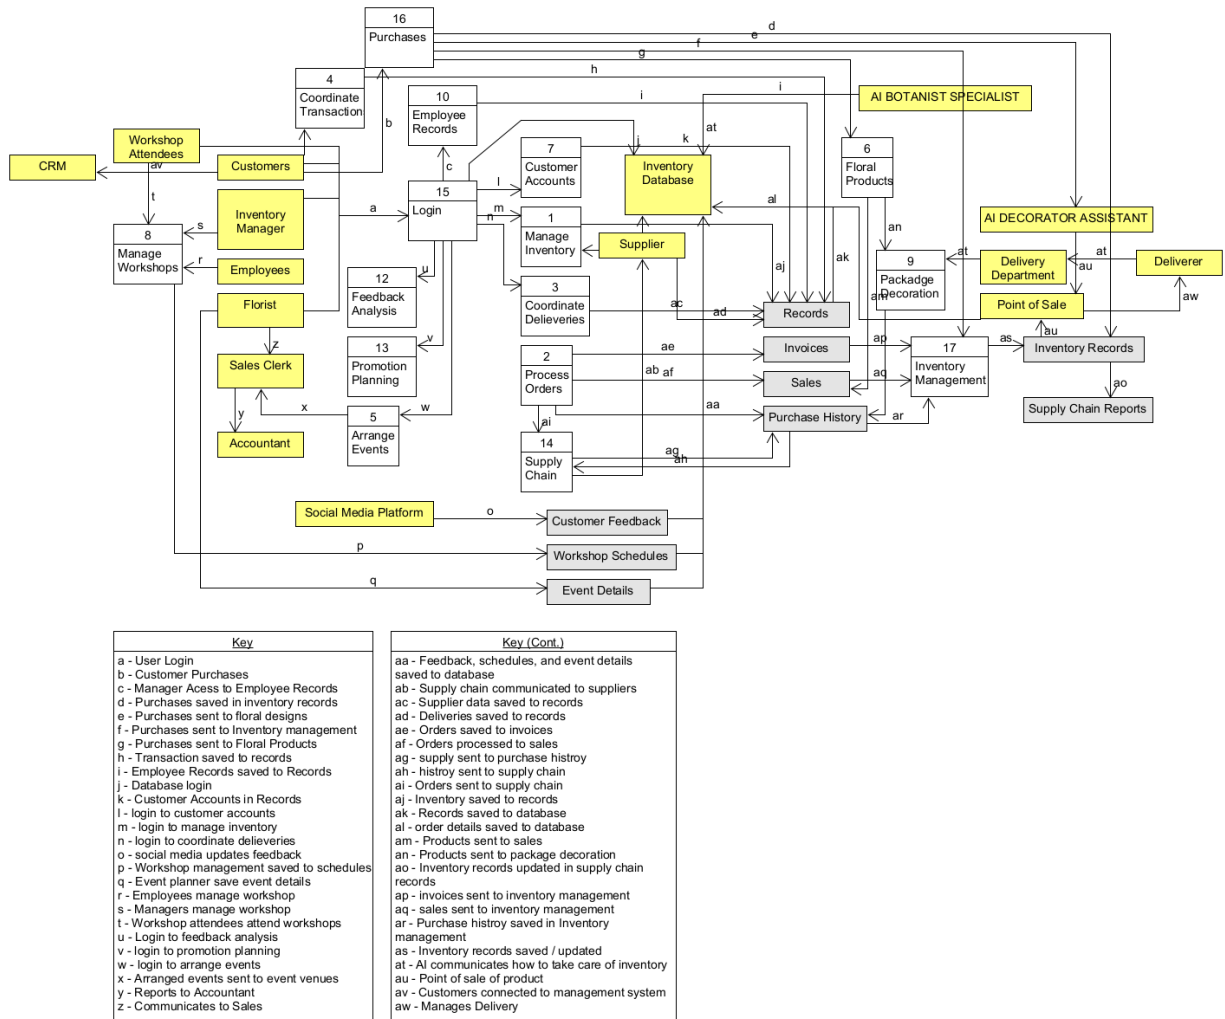 16
Purchases
d
e
f
g
h
4
Coordinate
Transaction
10
Employee
Records
i
i
AI BOTANIST SPECIALIST
b
at
j
k
Workshop
Attendees
CRM
av
Customers
c
7
Customer
Accounts
Inventory
Database
6
Floral
Products
15
Login
l
m
n
a
al
t
s
8
Manage
Workshops
Inventory
Manager
1
Manage
Inventory
Supplier
AI DECORATOR ASSISTANT
an
r
Employees
u
12
Feedback
Analysis
aj
ak
9
Packadge
Decoration
at
Delivery
Department
at
au
Deliverer
3
Coordinate
Delieveries
Florist
ac
ad
am
Records
Point of Sale
aw
au
z
v
13
Promotion
Planning
2
Process
Orders
ae
Invoices
ap
17
Inventory
Management
as
Inventory Records
Sales Clerk
ab
af
Sales
aq
ao
y
x
w
5
Arrange
Events
aa
Purchase History
ar
Supply Chain Reports
ai
Accountant
14
Supply
Chain
ag
ah
Social Media Platform
o
Customer Feedback
p
Workshop Schedules
q
Event Details
Key
a - User Login
b - Customer Purchases
c - Manager Acess to Employee Records
d - Purchases saved in inventory records
e - Purchases sent to floral designs
f - Purchases sent to Inventory management
g - Purchases sent to Floral Products
h - Transaction saved to records
i - Employee Records saved to Records
j - Database login
k - Customer Accounts in Records
l - login to customer accounts
m - login to manage inventory
n - login to coordinate delieveries
o - social media updates feedback
p - Workshop management saved to schedules
q - Event planner save event details
r - Employees manage workshop
s - Managers manage workshop
t - Workshop attendees attend workshops
u - Login to feedback analysis
v - login to promotion planning
w - login to arrange events
x - Arranged events sent to event venues
y - Reports to Accountant
z - Communicates to Sales
Key (Cont.)
aa - Feedback, schedules, and event details
saved to database
ab - Supply chain communicated to suppliers
ac - Supplier data saved to records
ad - Deliveries saved to records
ae - Orders saved to invoices
af - Orders processed to sales
ag - supply sent to purchase histroy
ah - histroy sent to supply chain
ai - Orders sent to supply chain
aj - Inventory saved to records
ak - Records saved to database
al - order details saved to database
am - Products sent to sales
an - Products sent to package decoration
ao - Inventory records updated in supply chain
records
ap - invoices sent to inventory management
aq - sales sent to inventory management
ar - Purchase histroy saved in Inventory
management
as - Inventory records saved / updated
at - AI communicates how to take care of inventory
au - Point of sale of product
av - Customers connected to management system
aw - Manages Delivery